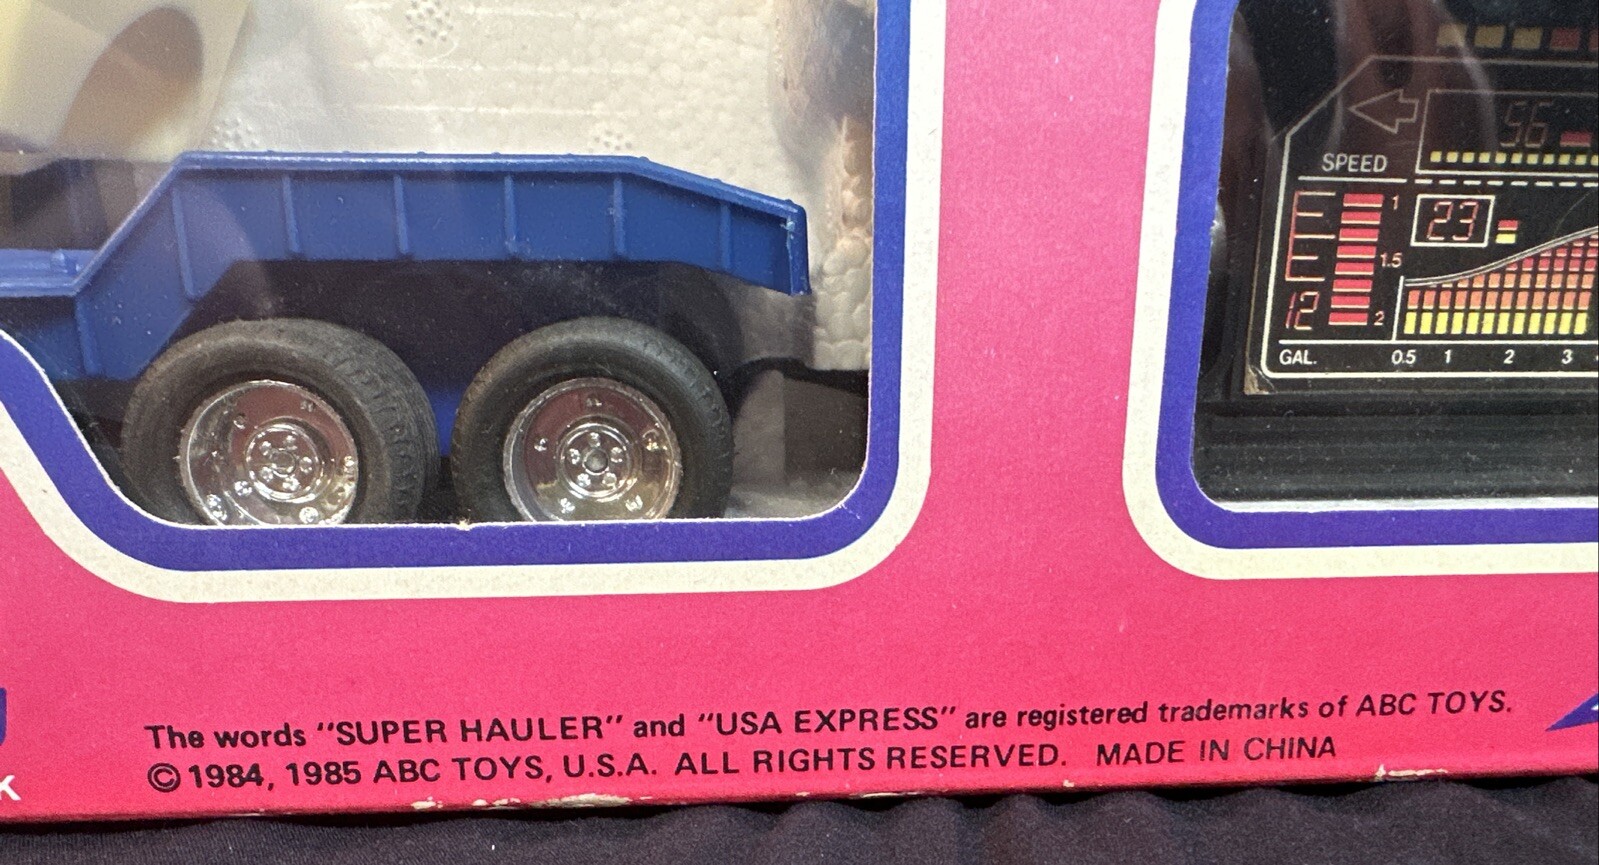 56
SPEED
1
23
1.5
12
2
GAL. 0.5 1 2 3
The words "SUPER HAULER" and "USA EXPRESS" are registered trademarks of ABC TOYS.
© 1984, 1985 ABC TOYS, U.S.A. ALL RIGHTS RESERVED. MADE IN CHINA
K